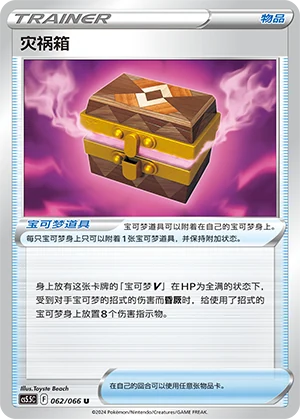 TRAINER 物品
灾祸箱
宝可梦道具 宝可梦道具可以附着在自己的宝可梦身上。
每只宝可梦身上只可以附着1张宝可梦道具,并保持附加状态。
身上放有这张卡牌的「宝可梦V」在HP为全满的状态下,
受到对手宝可梦的招式的伤害而昏厥时,给使用了招式的
宝可梦身上放置8个伤害指示物。
Illus.Toyste Beach
CS5.5C F 062/066 U
在自己的回合可以使用任意张物品卡。
©2024 Pokémon/Nintendo/Creatures/GAME FREAK.